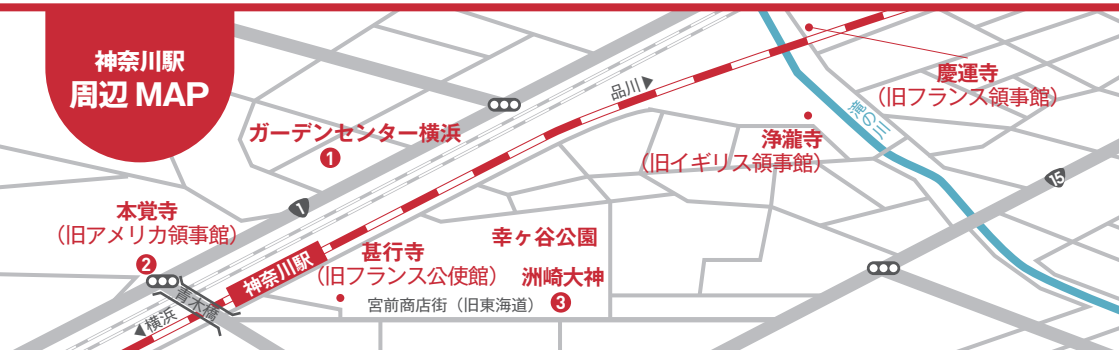 神奈川駅
周辺 MAP
品川▶
慶運寺
（旧フランス領事館）
滝の川
ガーデンセンター横浜
1
浄瀧寺
（旧イギリス領事館）
15
1
本覚寺
（旧アメリカ領事館）
2
幸ヶ谷公園
甚行寺
（旧フランス公使館）
神奈川駅
洲崎大神
3
宮前商店街（旧東海道）
青木橋
◀横浜